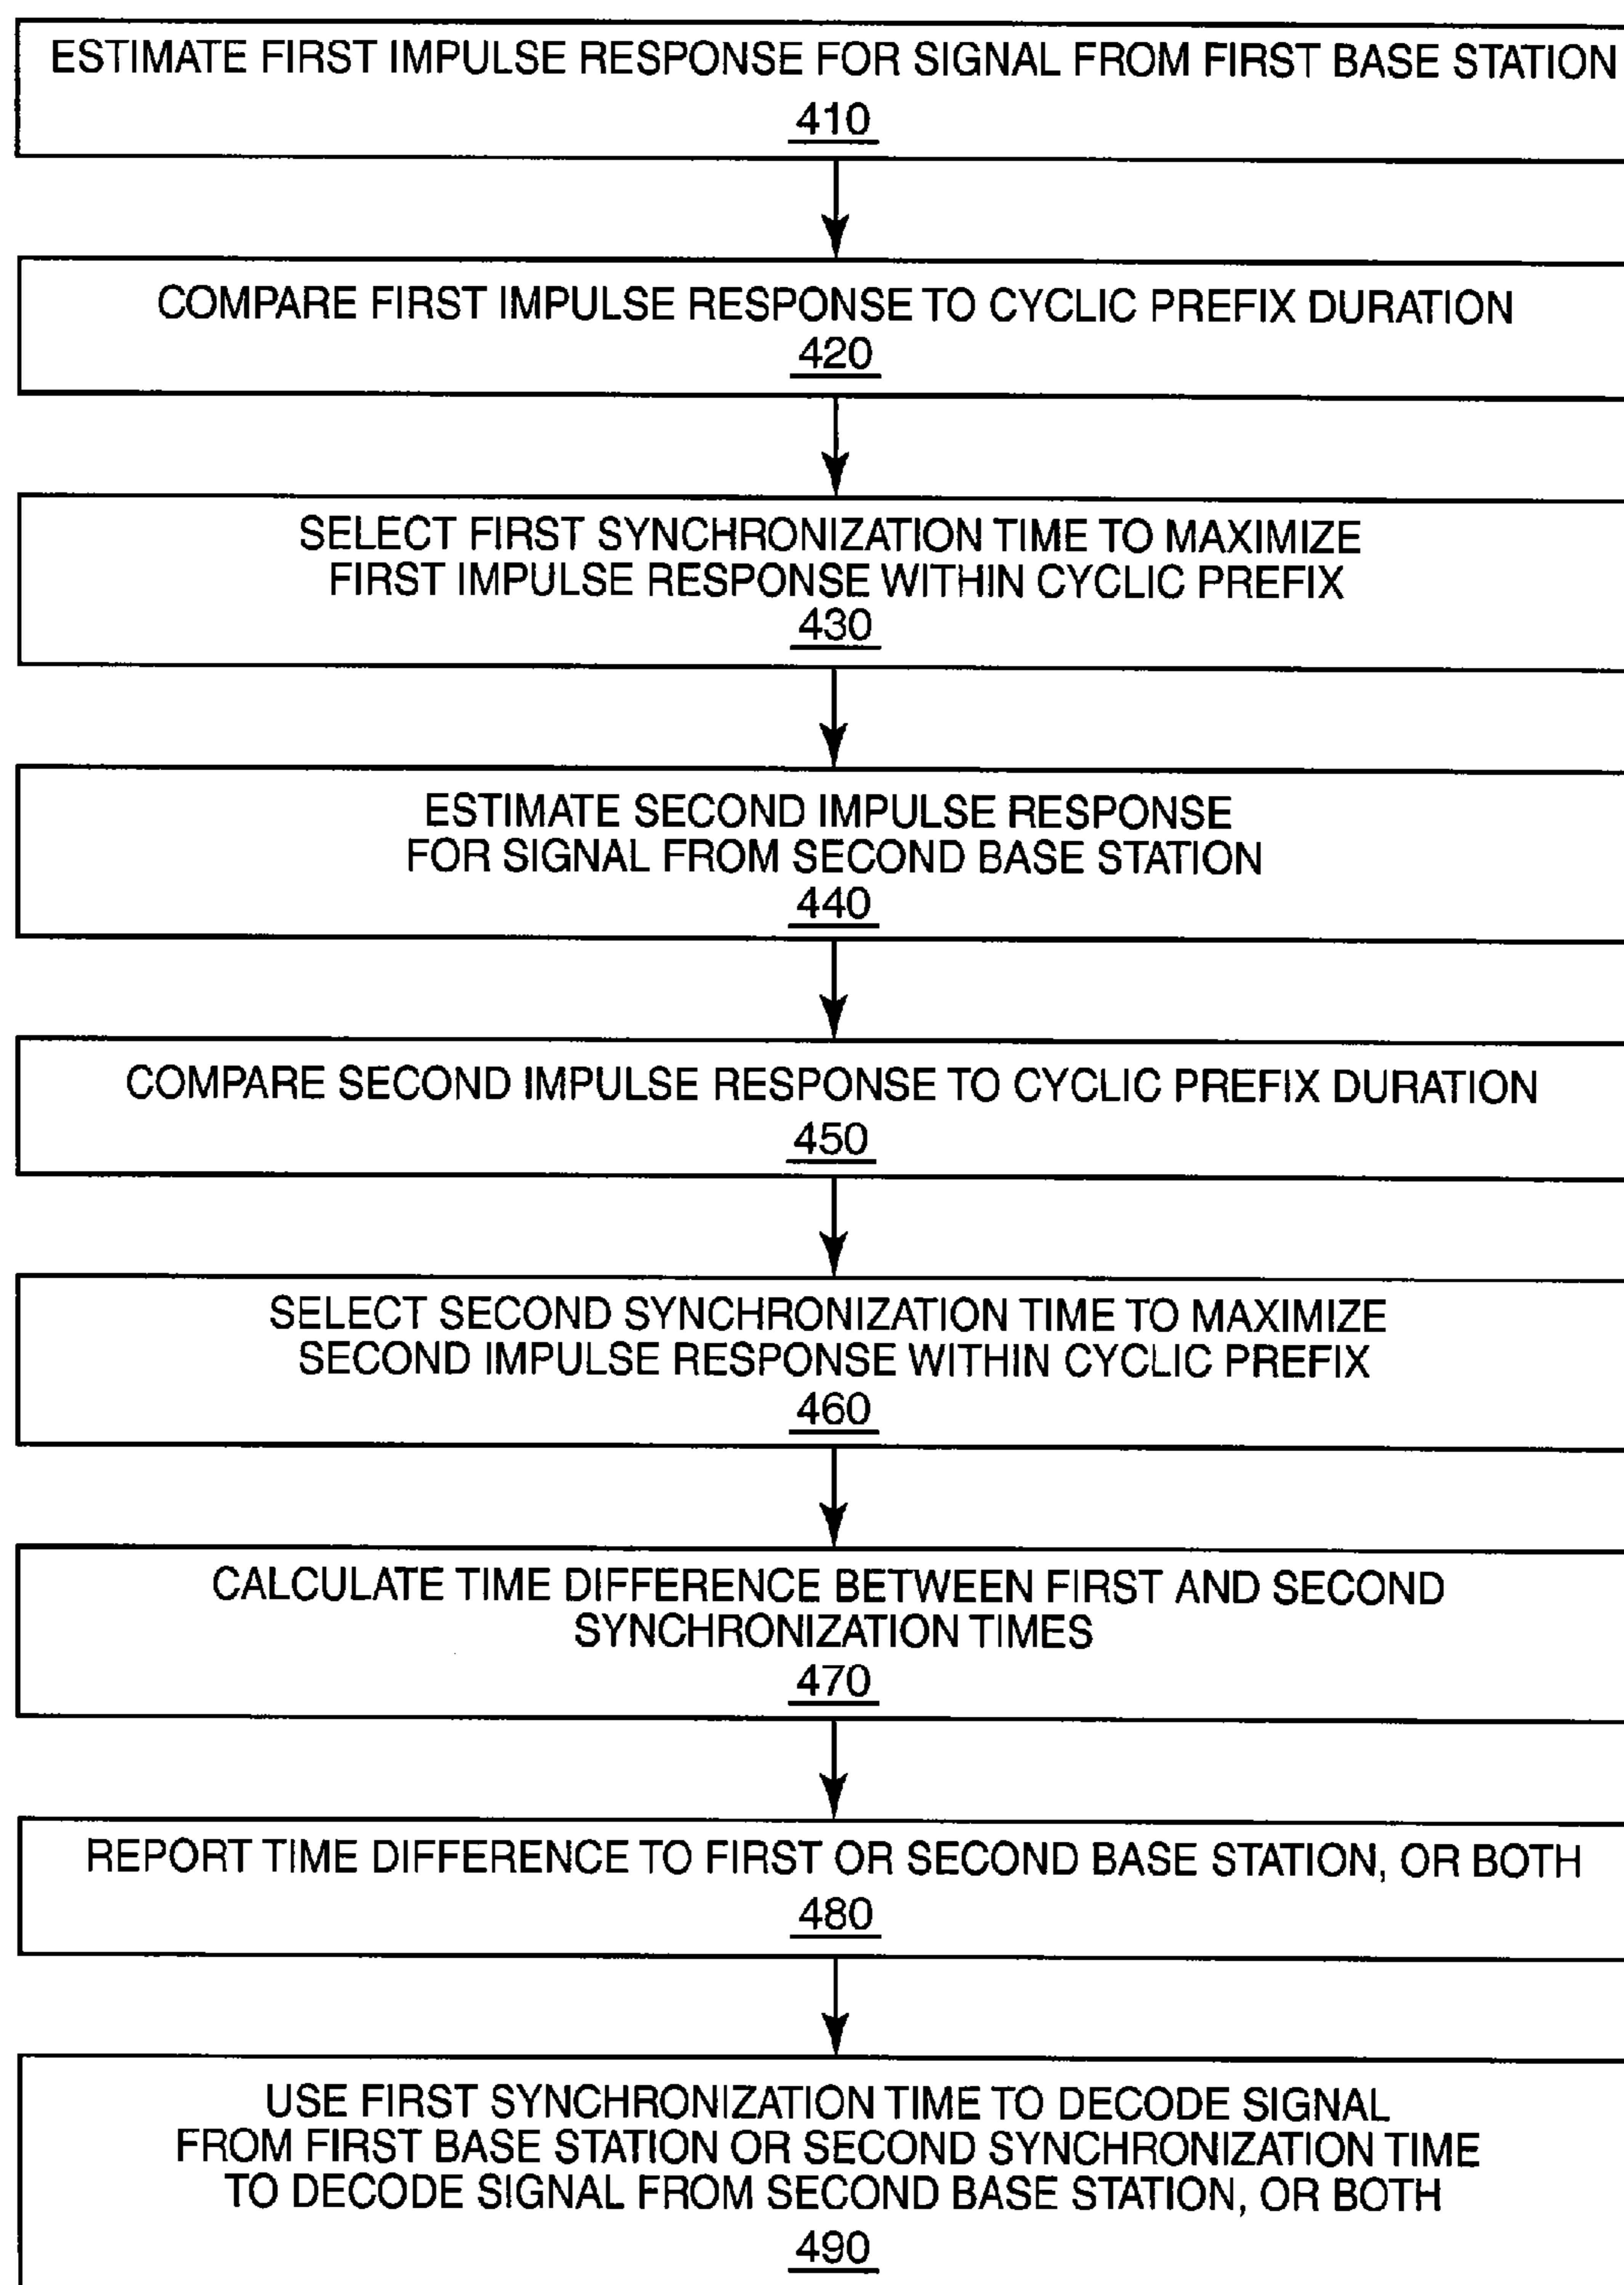 ESTIMATE FIRST IMPULSE RESPONSE FOR SIGNAL FROM FIRST BASE STATION
410
COMPARE FIRST IMPULSE RESPONSE TO CYCLIC PREFIX DURATION
420
SELECT FIRST SYNCHRONIZATION TIME TO MAXIMIZE
FIRST IMPULSE RESPONSE WITHIN CYCLIC PREFIX
430
ESTIMATE SECOND IMPULSE RESPONSE
FOR SIGNAL FROM SECOND BASE STATION
440
COMPARE SECOND IMPULSE RESPONSE TO CYCLIC PREFIX DURATION
450
SELECT SECOND SYNCHRONIZATION TIME TO MAXIMIZE
SECOND IMPULSE RESPONSE WITHIN CYCLIC PREFIX
460
CALCULATE TIME DIFFERENCE BETWEEN FIRST AND SECOND
SYNCHRONIZATION TIMES
470
REPORT TIME DIFFERENCE TO FIRST OR SECOND BASE STATION, OR BOTH
480
USE FIRST SYNCHRONIZATION TIME TO DECODE SIGNAL
FROM FIRST BASE STATION OR SECOND SYNCHRONIZATION TIME
TO DECODE SIGNAL FROM SECOND BASE STATION, OR BOTH
490